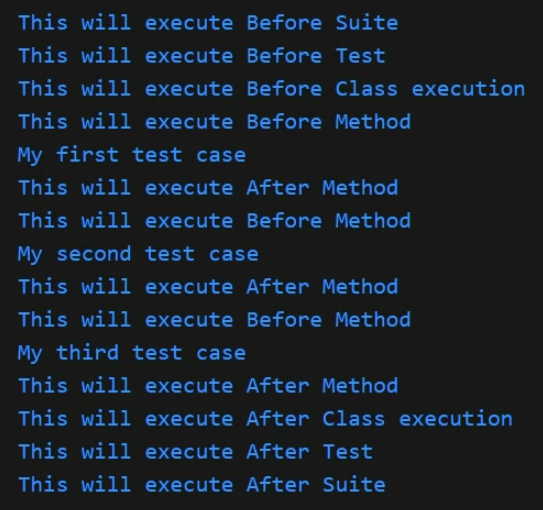 This will execute Before Suite
This will execute Before Test
This will execute Before Class execution
This will execute Before Method
My first test case
This will execute After Method
This will execute Before Method
My second test case
This will execute After Method
This will execute Before Method
My third test case
This will execute After Method
This will execute After Class execution
This will execute After Test
This will execute After Suite